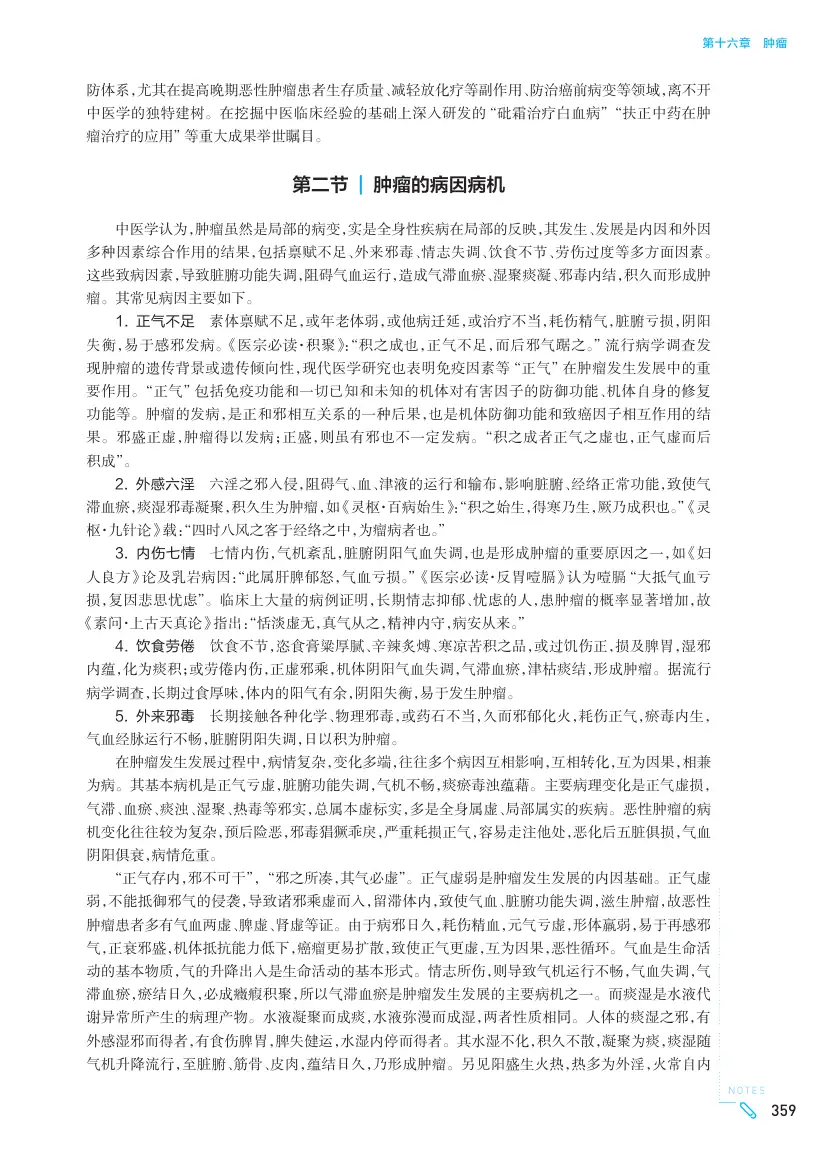 第十六章 肿瘤
防体系,尤其在提高晚期恶性肿瘤患者生存质量、减轻放化疗等副作用、防治癌前病变等领域,离不开
中医学的独特建树。在挖掘中医临床经验的基础上深入研发的“砒霜治疗白血病”“扶正中药在肿
瘤治疗的应用”等重大成果举世瞩目。
第二节 | 肿瘤的病因病机
中医学认为,肿瘤虽然是局部的病变,实是全身性疾病在局部的反映,其发生、发展是内因和外因
多种因素综合作用的结果,包括禀赋不足、外来邪毒、情志失调、饮食不节、劳伤过度等多方面因素。
这些致病因素,导致脏腑功能失调,阻碍气血运行,造成气滞血瘀、湿聚痰凝、邪毒内结,积久而形成肿
瘤。其常见病因主要如下。
1. 正气不足 素体禀赋不足,或年老体弱,或他病迁延,或治疗不当,耗伤精气,脏腑亏损,阴阳
失衡,易于感邪发病。《医宗必读·积聚》:“积之成也,正气不足,而后邪气踞之。”流行病学调查发
现肿瘤的遗传背景或遗传倾向性,现代医学研究也表明免疫因素等“正气”在肿瘤发生发展中的重
要作用。“正气”包括免疫功能和一切已知和未知的机体对有害因子的防御功能、机体自身的修复
功能等。肿瘤的发病,是正和邪相互关系的一种后果,也是机体防御功能和致癌因子相互作用的结
果。邪盛正虚,肿瘤得以发病;正盛,则虽有邪也不一定发病。“积之成者正气之虚也,正气虚而后
积成”。
2. 外感六淫 六淫之邪入侵,阻碍气、血、津液的运行和输布,影响脏腑、经络正常功能,致使气
滞血瘀,痰湿邪毒凝聚,积久生为肿瘤,如《灵枢·百病始生》:“积之始生,得寒乃生,厥乃成积也。”《灵
枢·九针论》载:“四时八风之客于经络之中,为瘤病者也。”
3. 内伤七情 七情内伤,气机紊乱,脏腑阴阳气血失调,也是形成肿瘤的重要原因之一,如《妇
人良方》论及乳岩病因:“此属肝脾郁怒,气血亏损。”《医宗必读·反胃噎膈》认为噎膈“大抵气血亏
损,复因悲思忧虑”。临床上大量的病例证明,长期情志抑郁、忧虑的人,患肿瘤的概率显著增加,故
《素问·上古天真论》指出:“恬淡虚无,真气从之,精神内守,病安从来。”
4. 饮食劳倦 饮食不节,恣食膏粱厚腻、辛辣炙煿、寒凉苦积之品,或过饥伤正,损及脾胃,湿邪
内蕴,化为痰积;或劳倦内伤,正虚邪乘,机体阴阳气血失调,气滞血瘀,津枯痰结,形成肿瘤。据流行
病学调查,长期过食厚味,体内的阳气有余,阴阳失衡,易于发生肿瘤。
5. 外来邪毒 长期接触各种化学、物理邪毒,或药石不当,久而邪郁化火,耗伤正气,瘀毒内生,
气血经脉运行不畅,脏腑阴阳失调,日以积为肿瘤。
在肿瘤发生发展过程中,病情复杂,变化多端,往往多个病因互相影响,互相转化,互为因果,相兼
为病。其基本病机是正气亏虚,脏腑功能失调,气机不畅,痰瘀毒浊蕴藉。主要病理变化是正气虚损,
气滞、血瘀、痰浊、湿聚、热毒等邪实,总属本虚标实,多是全身属虚、局部属实的疾病。恶性肿瘤的病
机变化往往较为复杂,预后险恶,邪毒猖獗乖戾,严重耗损正气,容易走注他处,恶化后五脏俱损,气血
阴阳俱衰,病情危重。
“正气存内,邪不可干”,“邪之所凑,其气必虚”。正气虚弱是肿瘤发生发展的内因基础。正气虚
弱,不能抵御邪气的侵袭,导致诸邪乘虚而入,留滞体内,致使气血、脏腑功能失调,滋生肿瘤,故恶性
肿瘤患者多有气血两虚、脾虚、肾虚等证。由于病邪日久,耗伤精血,元气亏虚,形体羸弱,易于再感邪
气,正衰邪盛,机体抵抗能力低下,癌瘤更易扩散,致使正气更虚,互为因果,恶性循环。气血是生命活
动的基本物质,气的升降出入是生命活动的基本形式。情志所伤,则导致气机运行不畅,气血失调,气
滞血瘀,瘀结日久,必成癥瘕积聚,所以气滞血瘀是肿瘤发生发展的主要病机之一。而痰湿是水液代
谢异常所产生的病理产物。水液凝聚而成痰,水液弥漫而成湿,两者性质相同。人体的痰湿之邪,有
外感湿邪而得者,有食伤脾胃,脾失健运,水湿内停而得者。其水湿不化,积久不散,凝聚为痰,痰湿随
气机升降流行,至脏腑、筋骨、皮肉,蕴结日久,乃形成肿瘤。另见阳盛生火热,热多为外淫,火常自内
NOTES
359